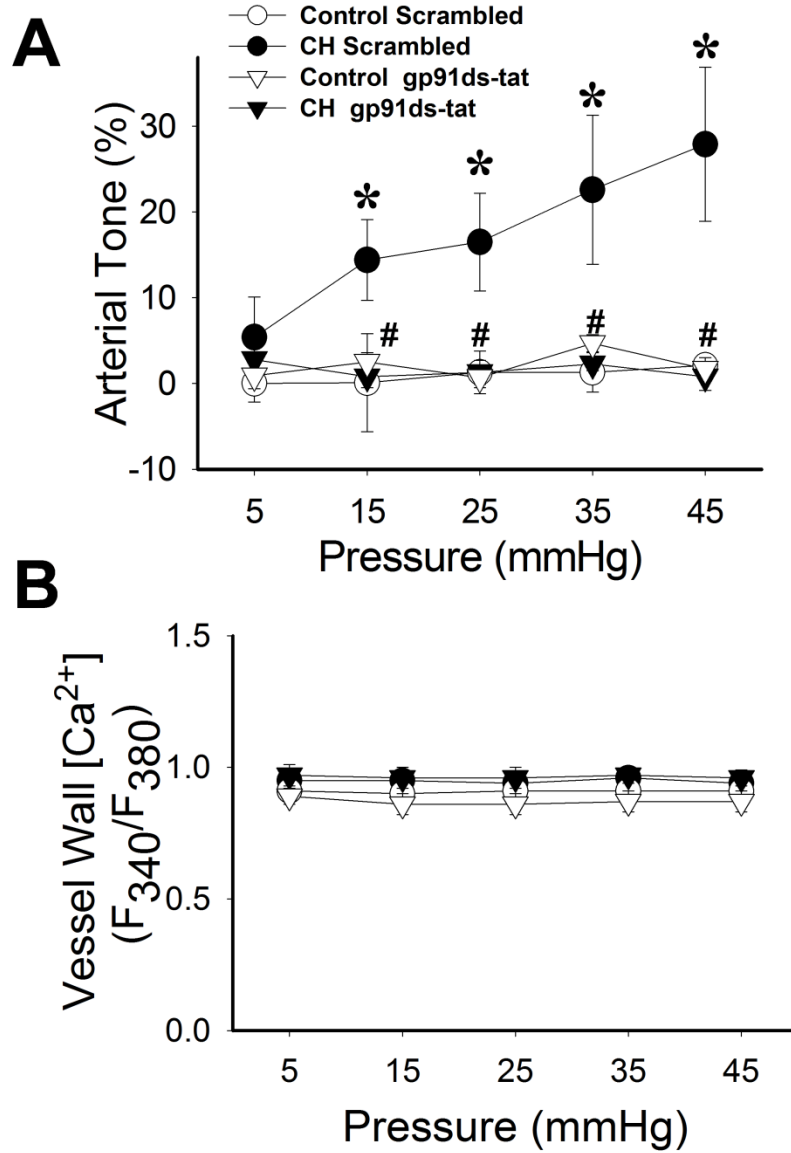 A
Control Scrambled
CH Scrambled
Control gp91ds-tat
CH gp91ds-tat
Arterial Tone (%)
30
20
10
0
-10
*
*
*
*
#
#
#
#
5 15 25 35 45
Pressure (mmHg)
B
Vessel Wall [Ca²⁺]
(F₃₄₀/F₃₈₀)
1.5
1.0
0.5
0.0
5 15 25 35 45
Pressure (mmHg)